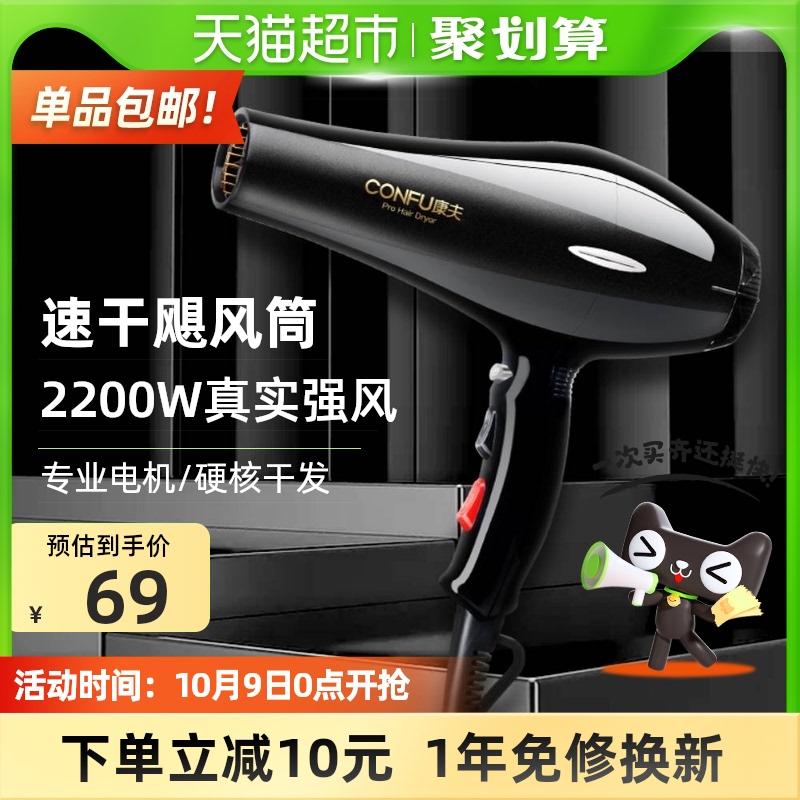 天猫超市 聚划算
单品包邮!
CONFU康夫
Pro Hair Dryer
速干飓风筒
2200W真实强风
专业电机/硬核干发
预估到手价
¥ 69
活动时间：10月9日0点开抢
下单立减10元 1年免修换新